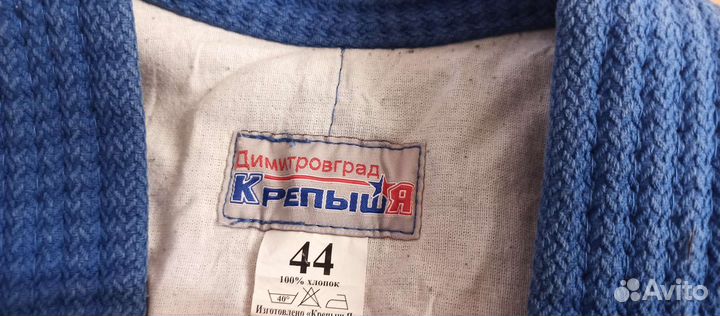 Димитровград
КрепышЯ
44
100% хлопок
40°
Изготовлено «Крепыш Я
Avito